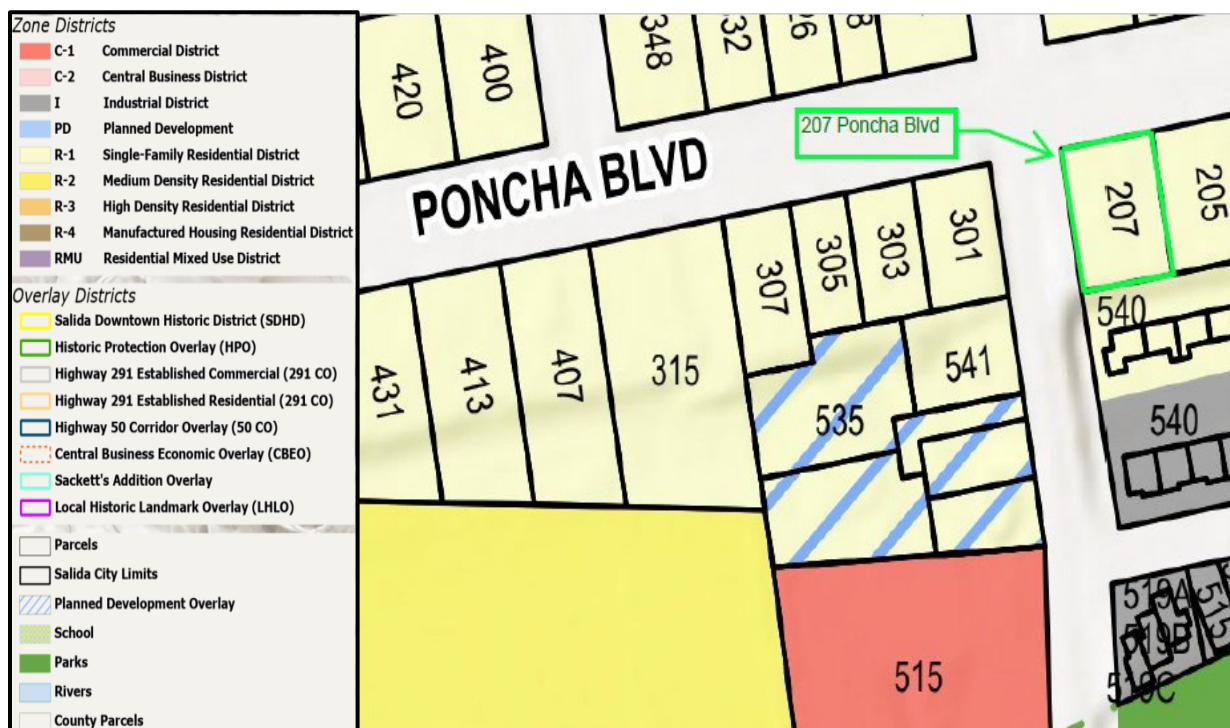 Zone Districts
C-1 Commercial District
C-2 Central Business District
I Industrial District
PD Planned Development
R-1 Single-Family Residential District
R-2 Medium Density Residential District
R-3 High Density Residential District
R-4 Manufactured Housing Residential District
RMU Residential Mixed Use District
Overlay Districts
Salida Downtown Historic District (SDHD)
Historic Protection Overlay (HPO)
Highway 291 Established Commercial (291 CO)
Highway 291 Established Residential (291 CO)
Highway 50 Corridor Overlay (50 CO)
Central Business Economic Overlay (CBEO)
Sackett's Addition Overlay
Local Historic Landmark Overlay (LHLO)
Parcels
Salida City Limits
Planned Development Overlay
School
Parks
Rivers
County Parcels
420
400
348
PONCHA BLVD
207 Poncha Blvd
207
205
431
413
407
315
307
305
303
301
535
541
540
540
515
519A
519B
519C
515